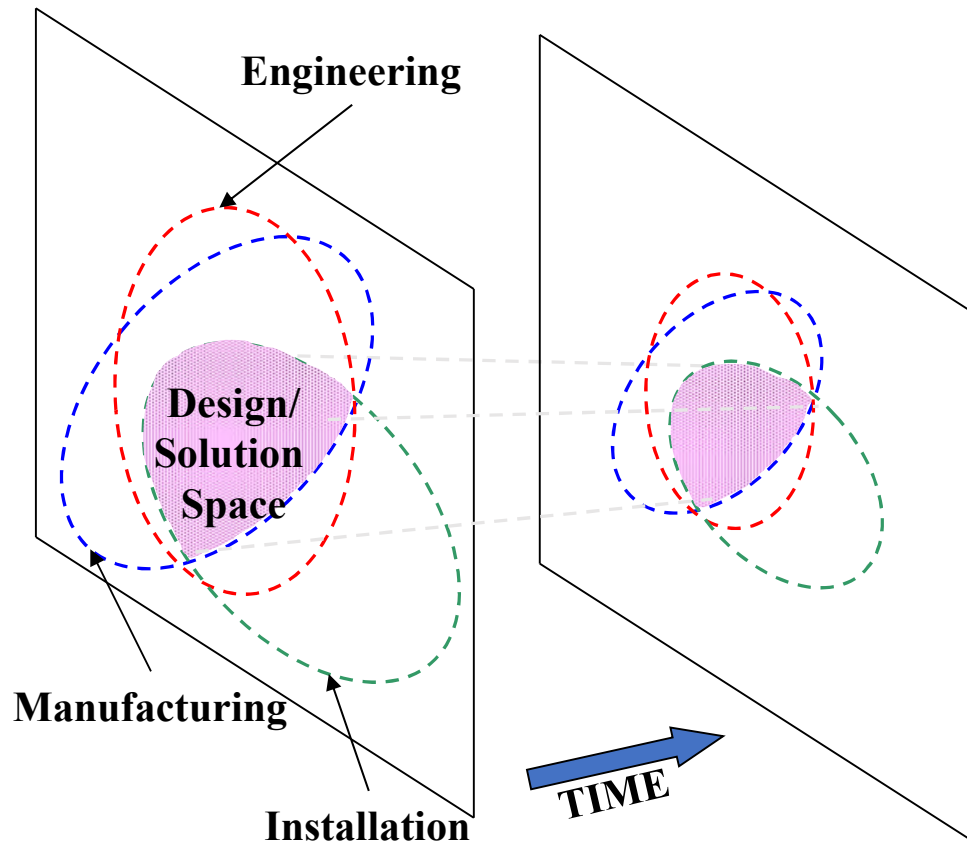 Engineering
Design/
Solution
Space
Manufacturing
Installation
TIME